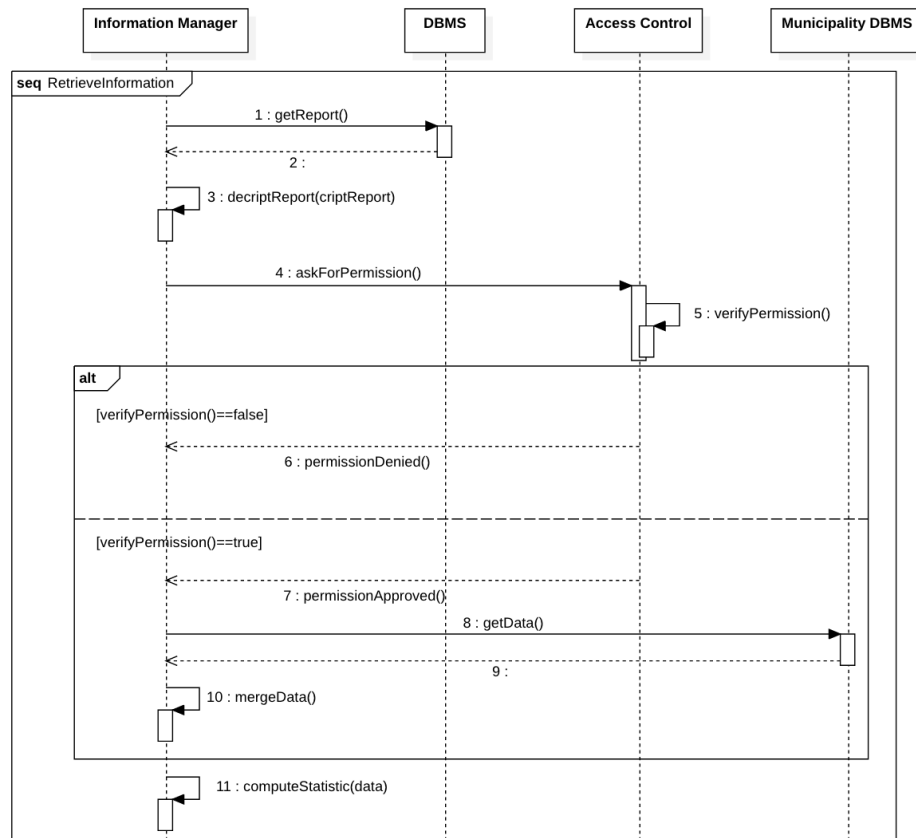 Information Manager
DBMS
Access Control
Municipality DBMS
seq RetrieveInformation
1 : getReport()
2 :
3 : decriptReport(criptReport)
4 : askForPermission()
5 : verifyPermission()
alt
[verifyPermission()==false]
6 : permissionDenied()
[verifyPermission()==true]
7 : permissionApproved()
8 : getData()
9 :
10 : mergeData()
11 : computeStatistic(data)